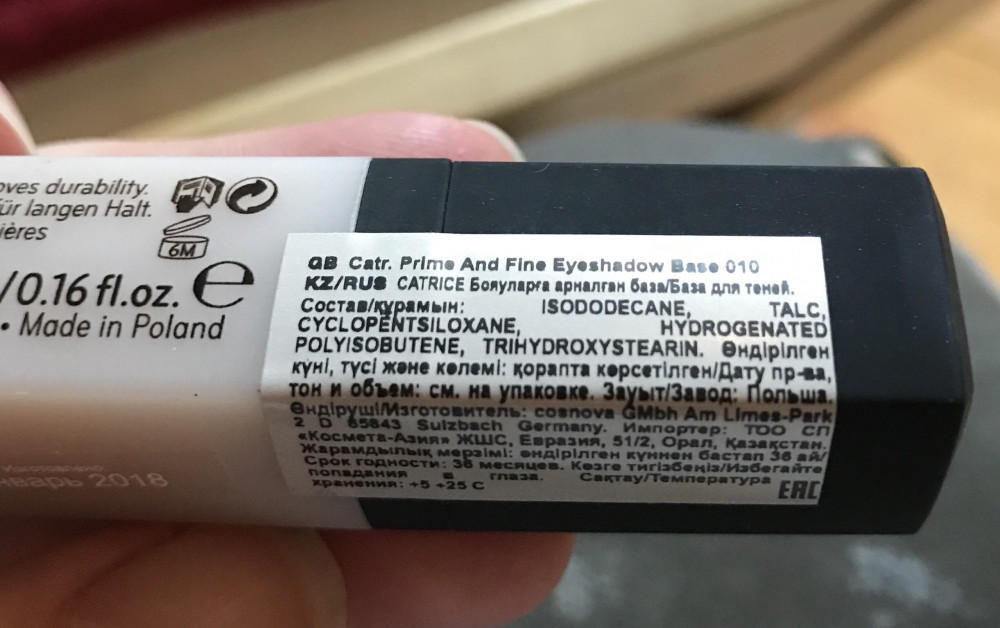 oves durability.
ür langen Halt.
ières
6M
/0.16 fl.oz. e
• Made in Poland
Изготовлено
нварь 2018
GB Catr. Prime And Fine Eyeshadow Base 010
KZ/RUS CATRICE Бояуларға арналған база/База для теней.
Состав/құрамын: ISODODECANE, TALC,
CYCLOPENTSILOXANE, HYDROGENATED
POLYISOBUTENE, TRIHYDROXYSTEARIN. Өндірілген
күні, түсі және көлемі: қорапта көрсетілген/Дату пр-ва,
тон и объем: см. на упаковке. Зауыт/Завод: Польша.
Өндіруші/Изготовитель: cosnova GMbh Am Limes-Park
2 D 65843 Sulzbach Germany. Импортер: ТОО СП
«Космета-Азия» ЖШС, Евразия, 51/2, Орал, Қазақстан.
Жарамдылық мерзімі: өндірілген күннен бастап 36 ай/
Срок годности: 36 месяцев. Көзге тигізбеңіз/Избегайте
попадания в глаза. Сақтау/Температура
хранения: +5 +25 C
EAC